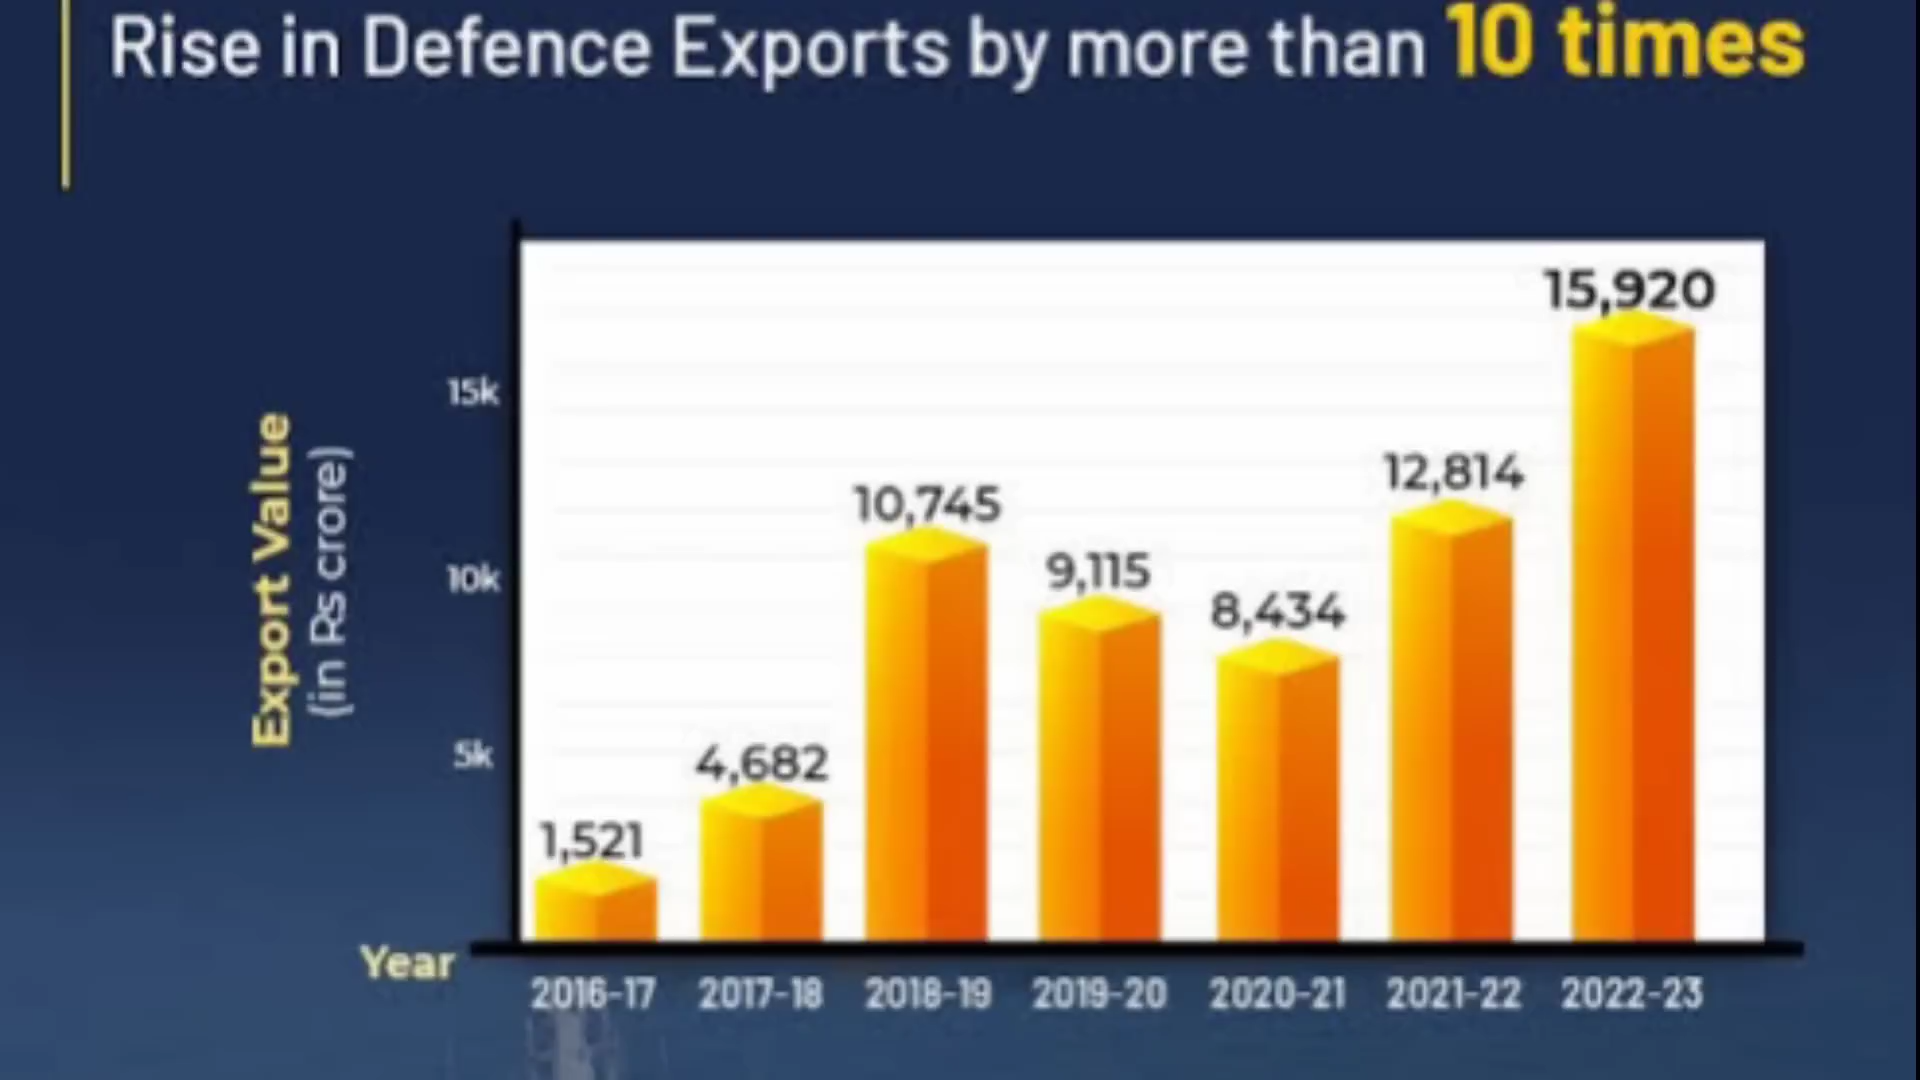 Rise in Defence Exports by more than 10 times
Export Value
(in Rs crore)
15k
10k
5k
1,521
4,682
10,745
9,115
8,434
12,814
15,920
Year
2016-17 2017-18 2018-19 2019-20 2020-21 2021-22 2022-23